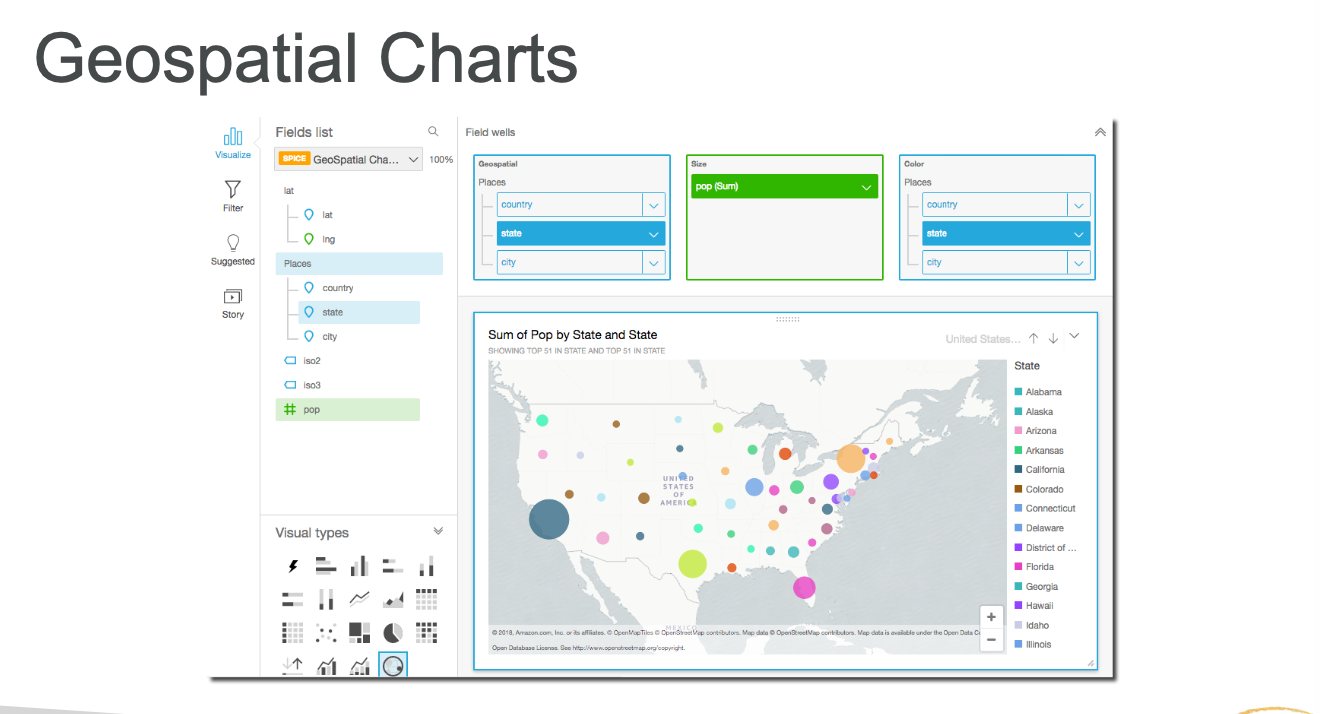 Geospatial Charts
Visualize
Filter
Suggested
Story
Fields list
SPICE GeoSpatial Cha... 100%
lat
lat
lng
Places
country
state
city
iso2
iso3
pop
Visual types
Field wells
Geospatial
Places
country
state
city
Size
pop (Sum)
Color
Places
country
state
city
Sum of Pop by State and State
SHOWING TOP 51 IN STATE AND TOP 51 IN STATE
United States...
UNITED
STATES
OF
AMERICA
MEXICO
+
−
© 2018, Amazon.com, Inc. or its affiliates. © OpenMapTiles © OpenStreetMap contributors. Map data © OpenStreetMap contributors. Map data is available under the Open Data Co
Open Database License. See http://www.openstreetmap.org/copyright.
State
Alabama
Alaska
Arizona
Arkansas
California
Colorado
Connecticut
Delaware
District of ...
Florida
Georgia
Hawaii
Idaho
Illinois